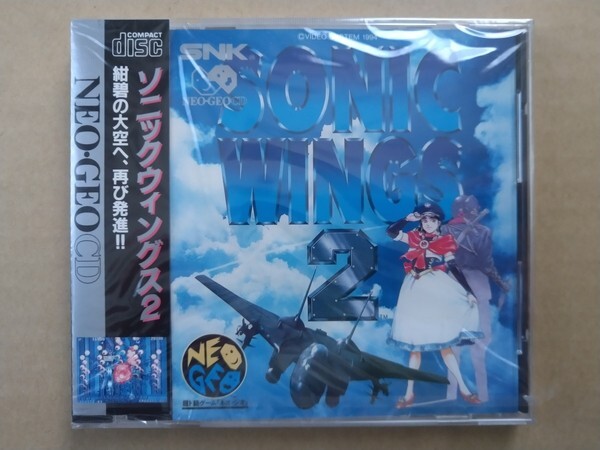 COMPACT
disc
ソニックウィングス2
紺碧の大空へ、再び発進!!
NEO・GEO CD
©VIDEO SYSTEM 1994
SNK
NEO・GEO CD
SONIC
WINGS
2
NEO
GEO